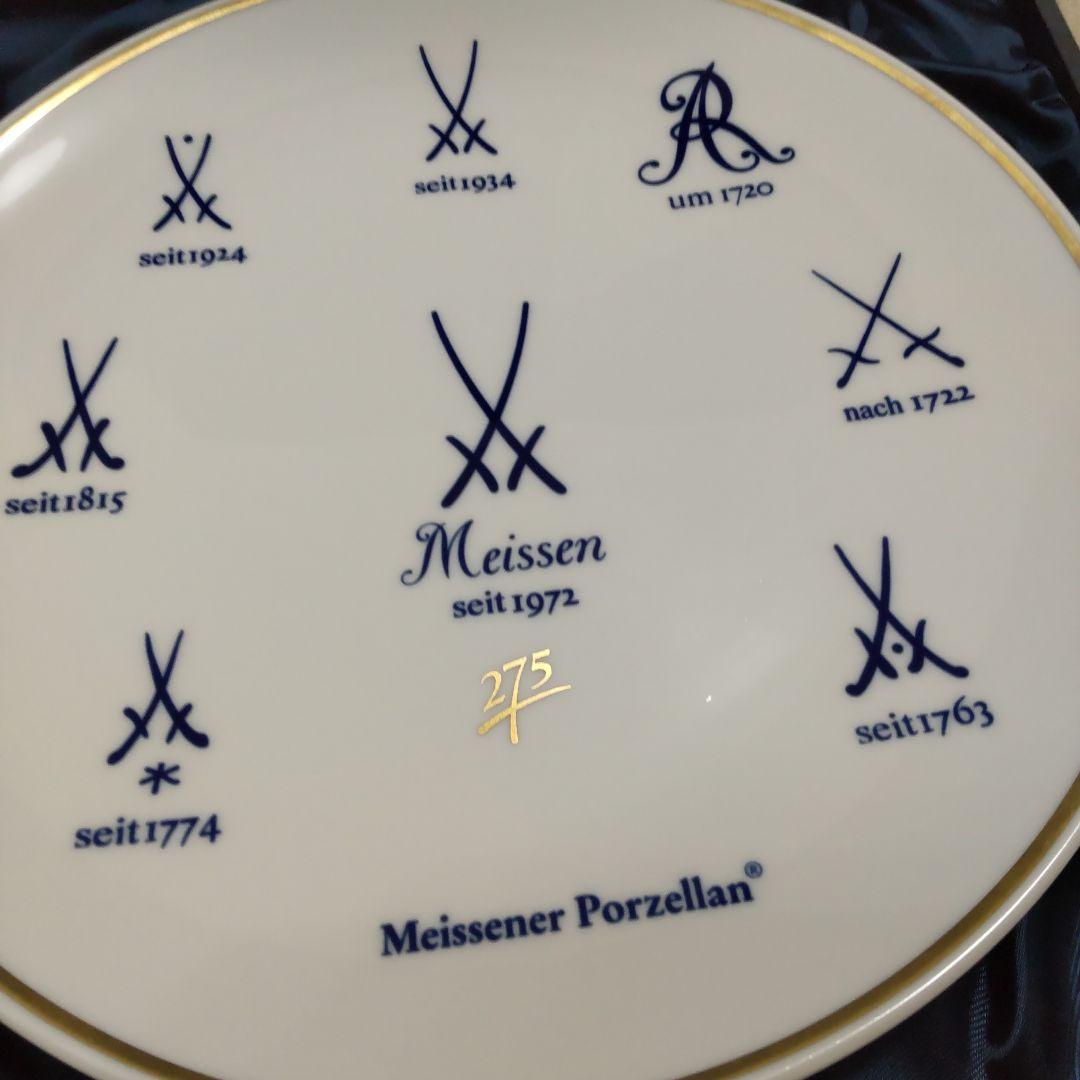 seit 1934
AR
um 1720
seit 1924
nach 1722
seit 1815
Meissen
seit 1972
275
seit 1763
seit 1774
Meissener Porzellan®